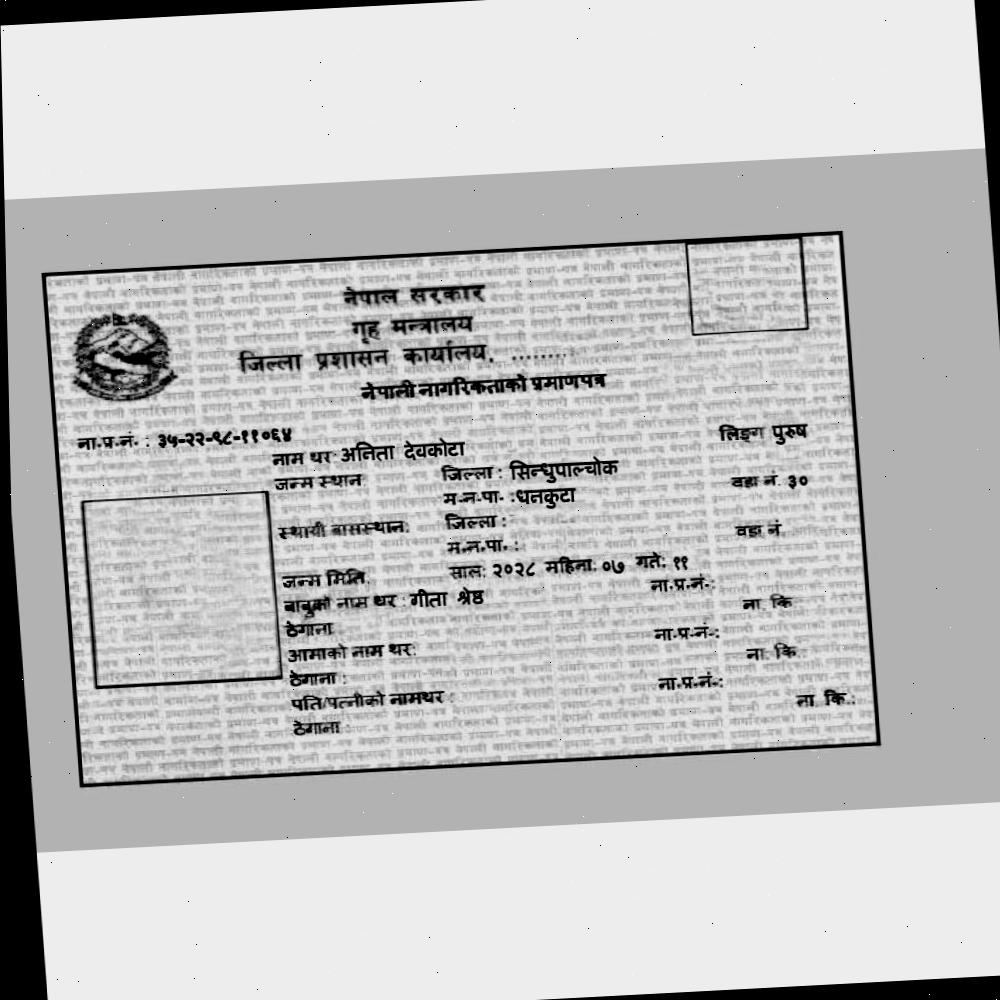 नेपाल सरकार
गृह मन्त्रालय
जिल्ला प्रशासन कार्यालय, ........
नेपाली नागरिकताको प्रमाणपत्र
ना.प्र.नं. : ३५-२२-९८-११०६४
लिङ्ग पुरुष
नाम थर: अनिता देवकोटा
जन्म स्थान: जिल्ला : सिन्धुपाल्चोक
म.न.पा. : धनकुटा वडा नं. ३०
स्थायी बासस्थान: जिल्ला :
म.न.पा. : वडा नं.
जन्म मिति: साल: २०२८ महिना: ०७ गते: ११
बाबुको नाम थर : गीता श्रेष्ठ ना.प्र.नं.:
ठेगाना ना. कि
आमाको नाम थर: ना.प्र.नं.:
ठेगाना : ना. कि.:
पति/पत्नीको नामथर : ना.प्र.नं.:
ठेगाना : ना. कि.: